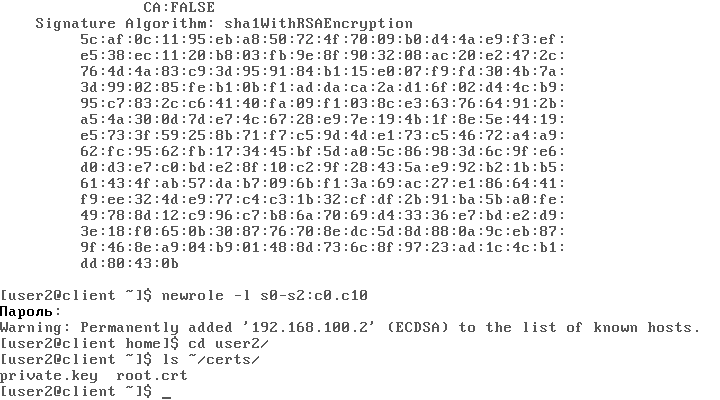 CA:FALSE
Signature Algorithm: sha1WithRSAEncryption
5c:af:0c:11:95:eb:a8:50:72:4f:70:09:b0:d4:4a:e9:f3:ef:
e5:38:ec:11:20:b8:03:fb:9e:8f:90:32:08:ac:20:e2:47:2c:
76:4d:4a:83:c9:3d:95:91:84:b1:15:e0:07:f9:fd:30:4b:7a:
3d:99:02:85:fe:b1:0b:f1:ad:da:ca:2a:d1:6f:02:d4:4c:b9:
95:c7:83:2c:c6:41:40:fa:09:f1:03:8c:e3:63:76:64:91:2b:
a5:4a:30:0d:7d:e7:4c:67:28:e9:7e:19:4b:1f:8e:5e:44:19:
e5:73:3f:59:25:8b:71:f7:c5:9d:4d:e1:73:c5:46:72:a4:a9:
62:fc:95:62:fb:17:34:45:bf:5d:a0:5c:86:98:3d:6c:9f:e6:
d0:d3:e7:c0:bd:e2:8f:10:c2:9f:28:43:5a:e9:92:b2:1b:b5:
61:43:4f:ab:57:da:b7:09:6b:f1:3a:69:ac:27:e1:86:64:41:
f9:ee:32:4d:e9:77:c4:c3:1b:32:cf:df:2b:91:ba:5b:a0:fe:
49:78:8d:12:c9:96:c7:b8:6a:70:69:d4:33:36:e7:bd:e2:d9:
3e:18:f0:65:0b:30:87:76:70:8e:dc:5d:8d:88:0a:9c:eb:87:
9f:46:8e:a9:04:b9:01:48:8d:73:6c:8f:97:23:ad:1c:4c:b1:
dd:80:43:0b
[user2@client ~]$ newrole -l s0-s2:c0.c10
Пароль:
Warning: Permanently added '192.168.100.2' (ECDSA) to the list of known hosts.
[user2@client home]$ cd user2/
[user2@client ~]$ ls ~/certs/
private.key  root.crt
[user2@client ~]$ _